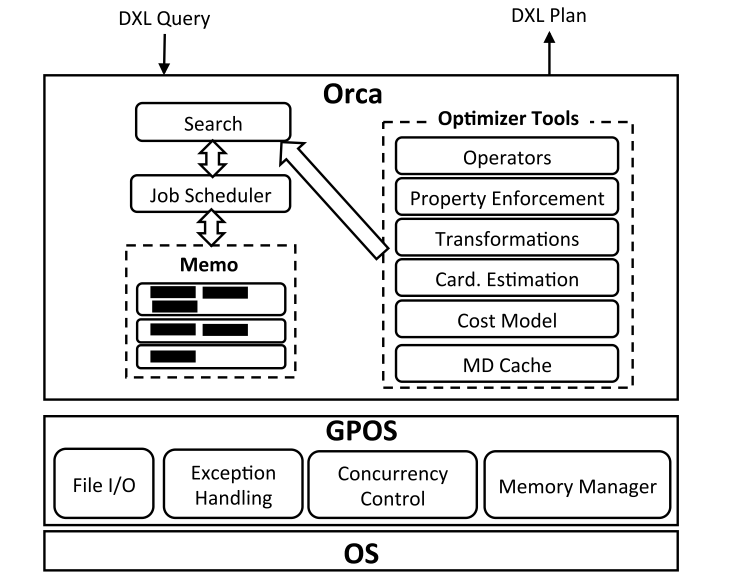 DXL Query
DXL Plan
Orca
Search
Job Scheduler
Memo
Optimizer Tools
Operators
Property Enforcement
Transformations
Card. Estimation
Cost Model
MD Cache
GPOS
File I/O
Exception
Handling
Concurrency
Control
Memory Manager
OS